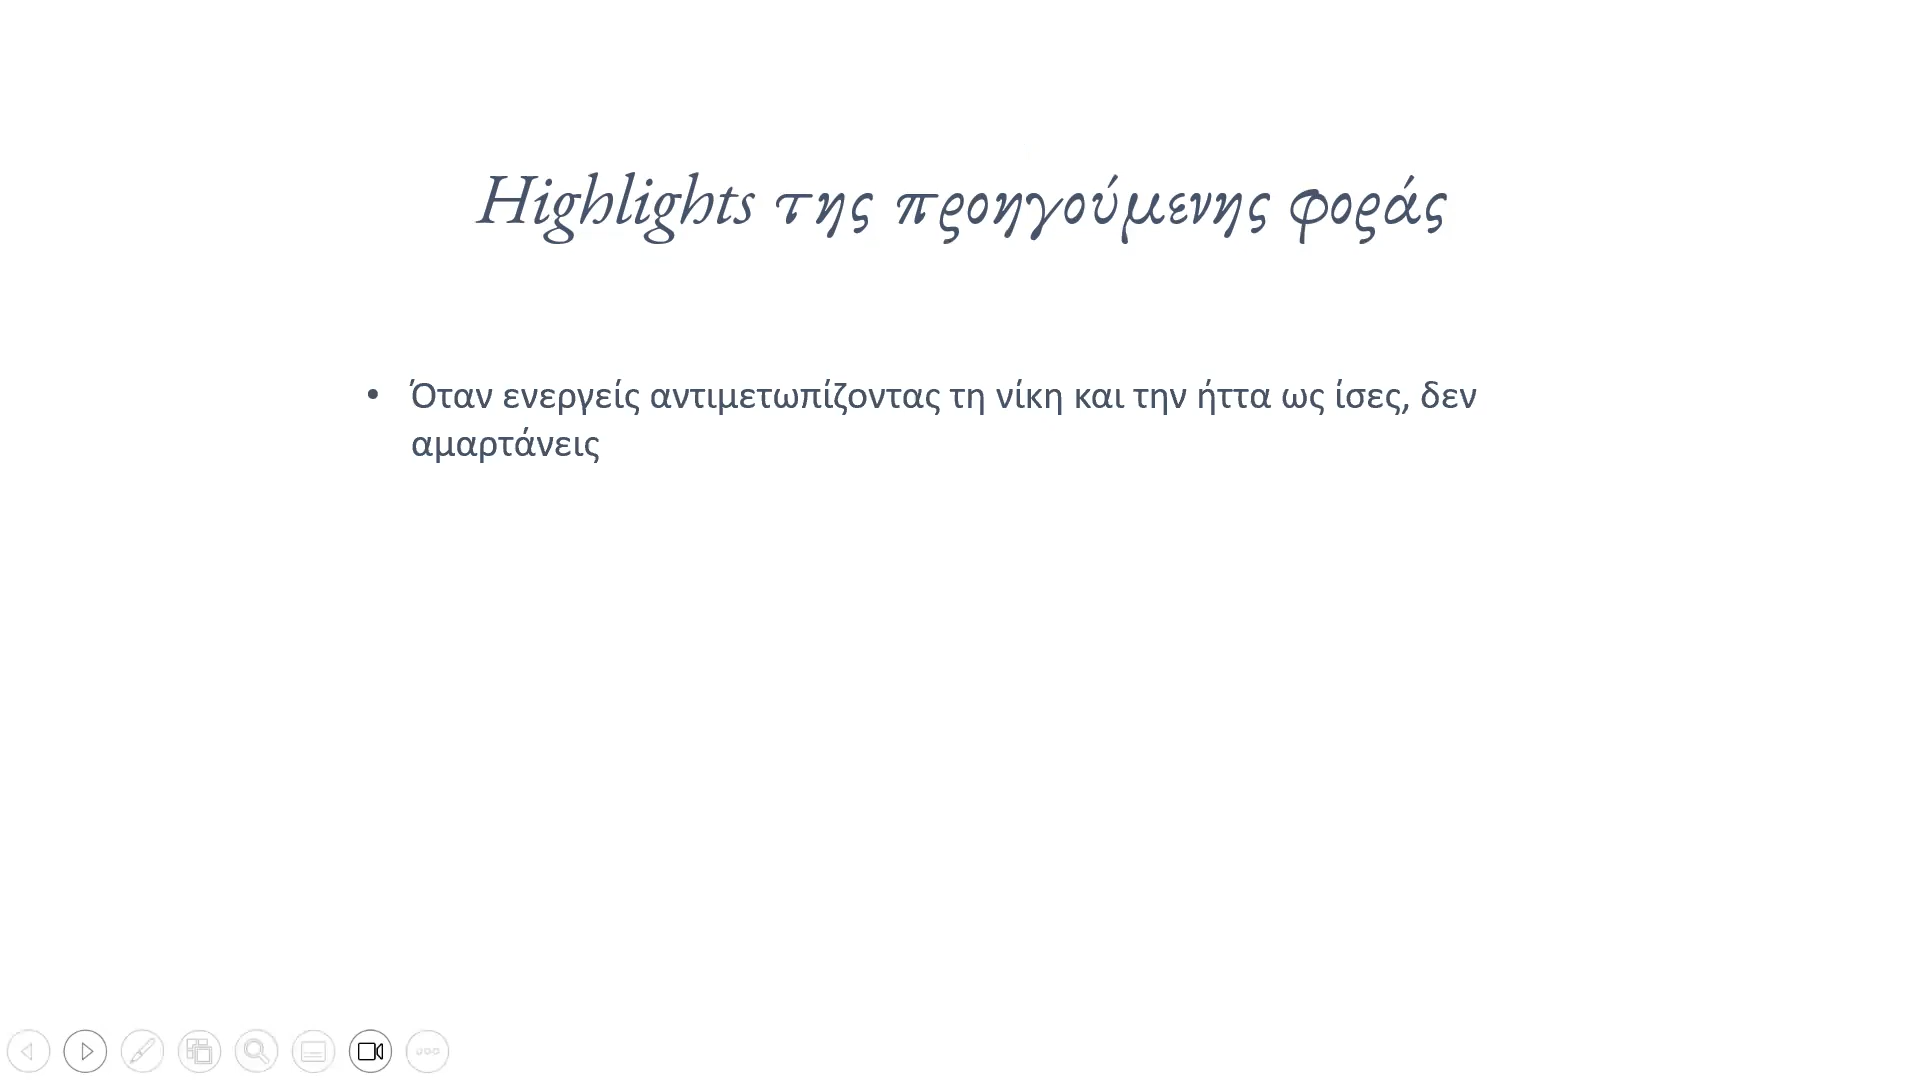 Highlights της προηγούμενης φοράς
• Όταν ενεργείς αντιμετωπίζοντας τη νίκη και την ήττα ως ίσες, δεν
αμαρτάνεις